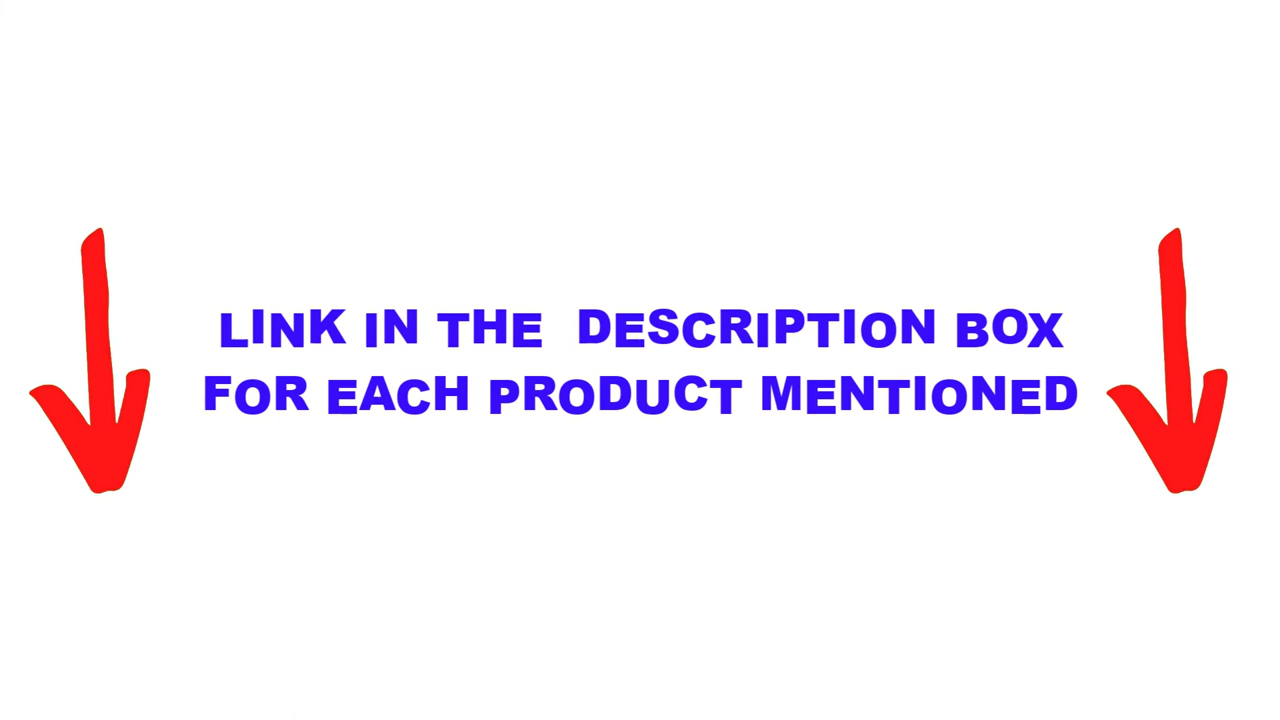 LINK IN THE DESCRIPTION BOX
FOR EACH PRODUCT MENTIONED